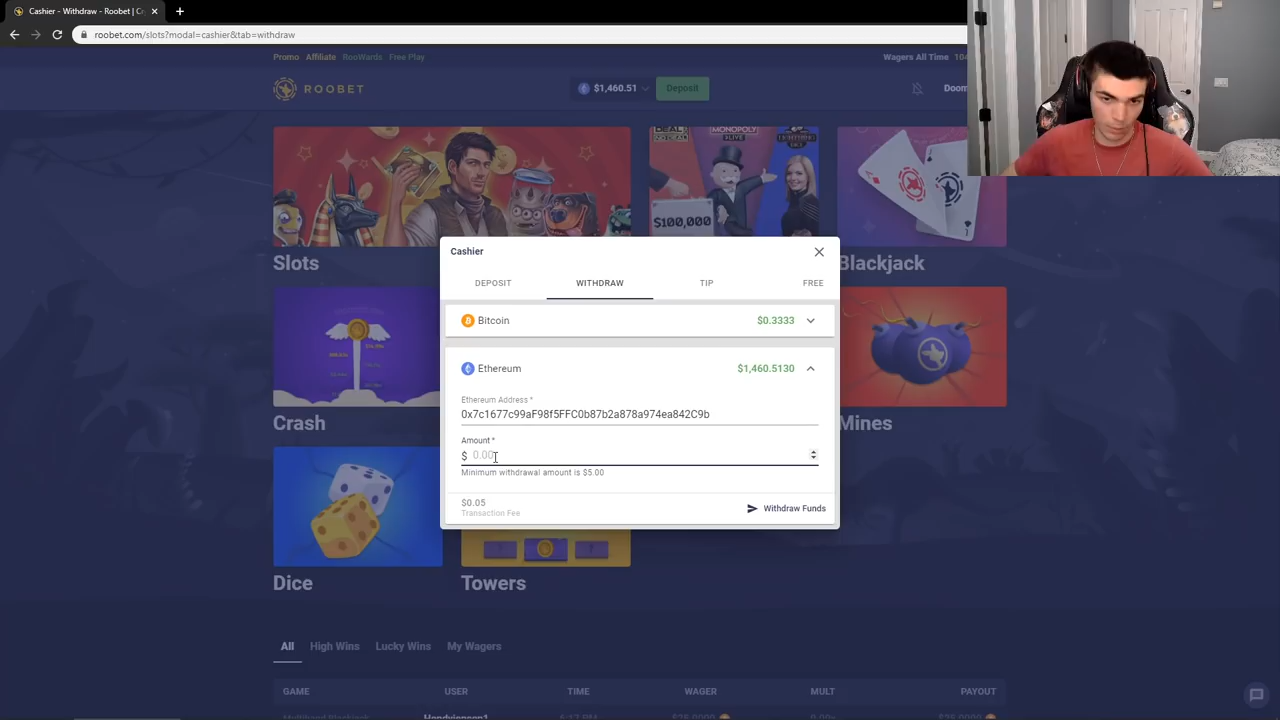 Cashier - Withdraw - Roobet | C
roobet.com/slots?modal=cashier&tab=withdraw
Promo Affiliate RooWards Free Play
Wagers All Time
ROOBET
$1,460.51
Deposit
Doom
MONOPOLY
LIVE
$100,000
Slots
Blackjack
Cashier
DEPOSIT WITHDRAW TIP FREE
Bitcoin $0.3333
Ethereum $1,460.5130
Ethereum Address *
0x7c1677c99aF98f5FFC0b87b2a878a974ea842C9b
Amount *
$ 0.00
Minimum withdrawal amount is $5.00
$0.05
Transaction Fee
Withdraw Funds
Crash
Mines
Dice
Towers
All High Wins Lucky Wins My Wagers
GAME USER TIME WAGER MULT PAYOUT